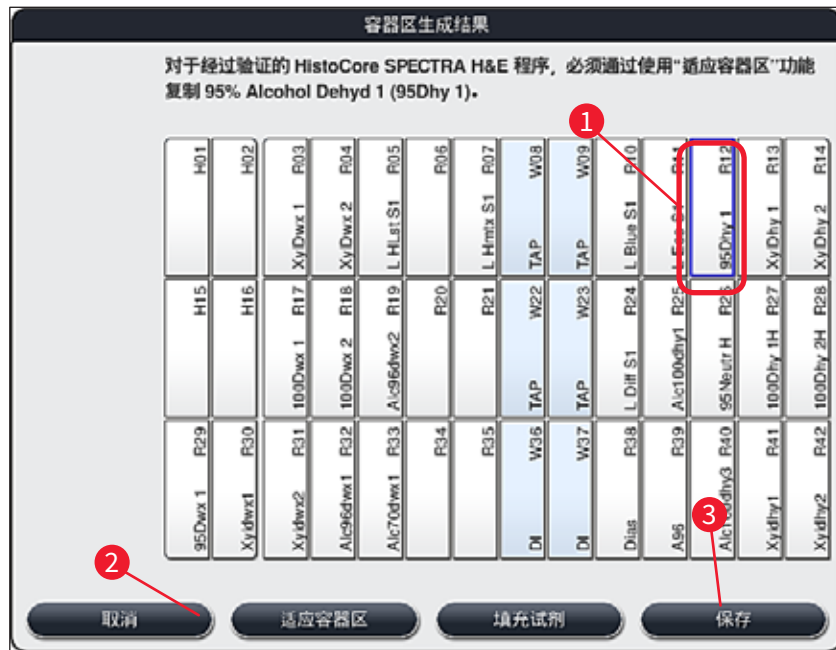 容器区生成结果
对于经过验证的 HistoCore SPECTRA H&E 程序，必须通过使用“适应容器区”功能
复制 95% Alcohol Dehyd 1 (95Dhy 1)。
1
H01
H02
XylDwx 1 R03
XylDwx 2 R04
L HLst S1 R05
R06
L Hmtx S1 R07
TAP W08
TAP W09
L Blue S1 R10
R11
95Dhy 1 R12
XylDhy 1 R13
XylDhy 2 R14
H15
H16
100Dwx 1 R17
100Dwx 2 R18
Alc96dwx2 R19
R20
R21
TAP W22
TAP W23
L Diff S1 R24
Alc100dhy1 R25
95Neutr H R26
100Dhy 1H R27
100Dhy 2H R28
95Dwx 1 R29
Xyldwx1 R30
Xyldwx2 R31
Alc96dwx1 R32
Alc70dwx1 R33
R34
R35
DI W36
DI W37
Dias R38
A96 R39
Alc100dhy3 R40
Xyldhy1 R41
Xyldhy2 R42
2
3
取消
适应容器区
填充试剂
保存